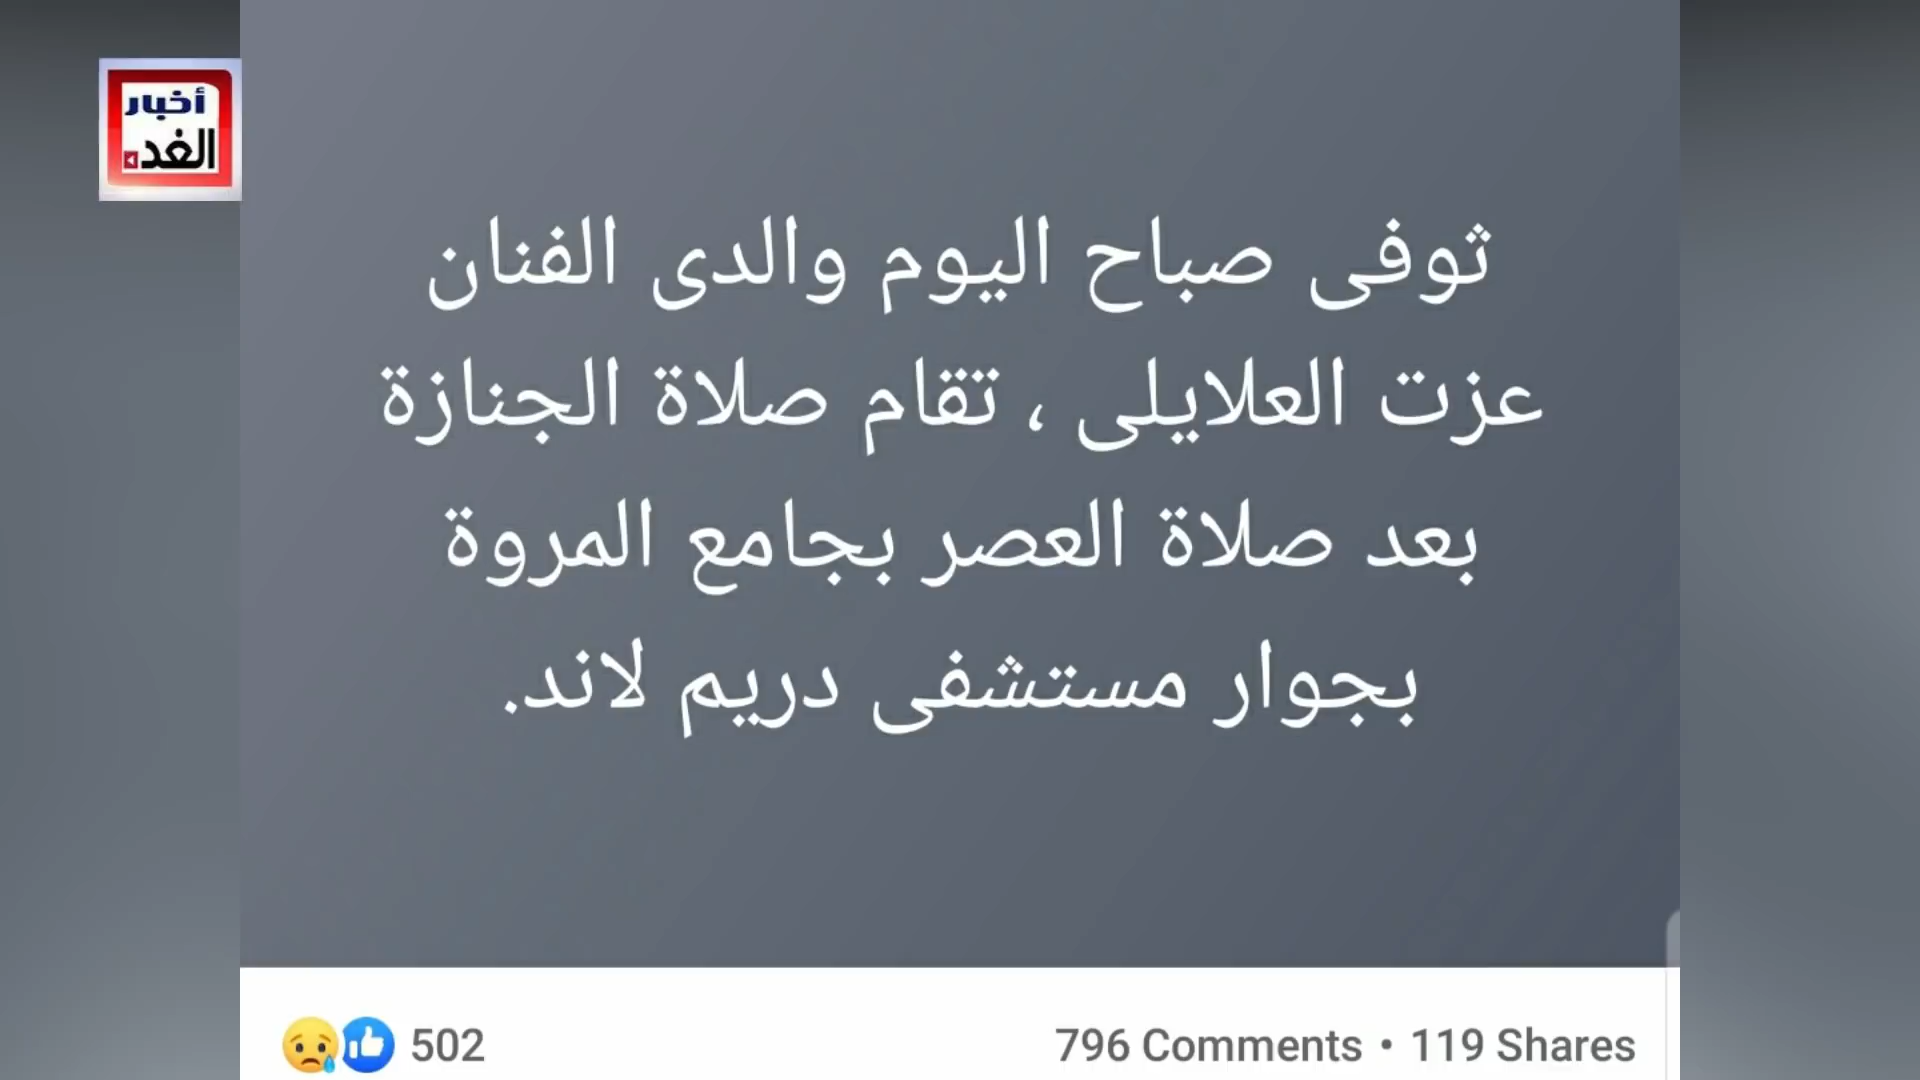 أخبار
الغد
ثوفى صباح اليوم والدى الفنان
عزت العلايلى ، تقام صلاة الجنازة
بعد صلاة العصر بجامع المروة
بجوار مستشفى دريم لاند.
502
796 Comments • 119 Shares